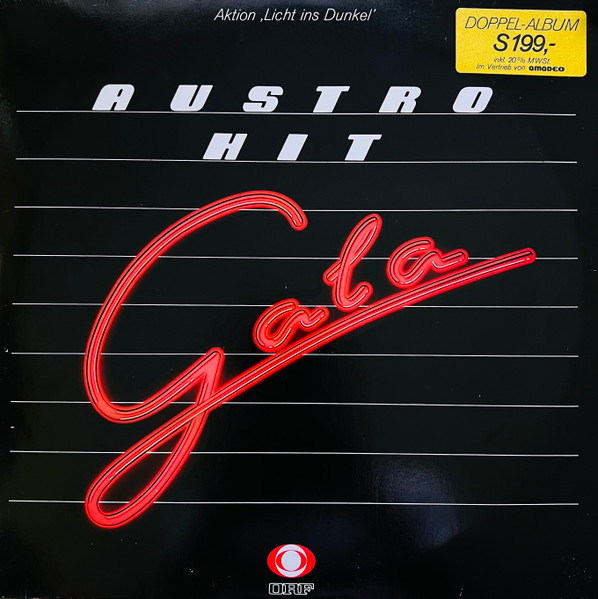 Aktion ‚Licht ins Dunkel’
DOPPEL-ALBUM
S 199,-
inkl. 20% MWSt.
Im Vertrieb von amadeo
AUSTRO
HIT
Gala
ORF